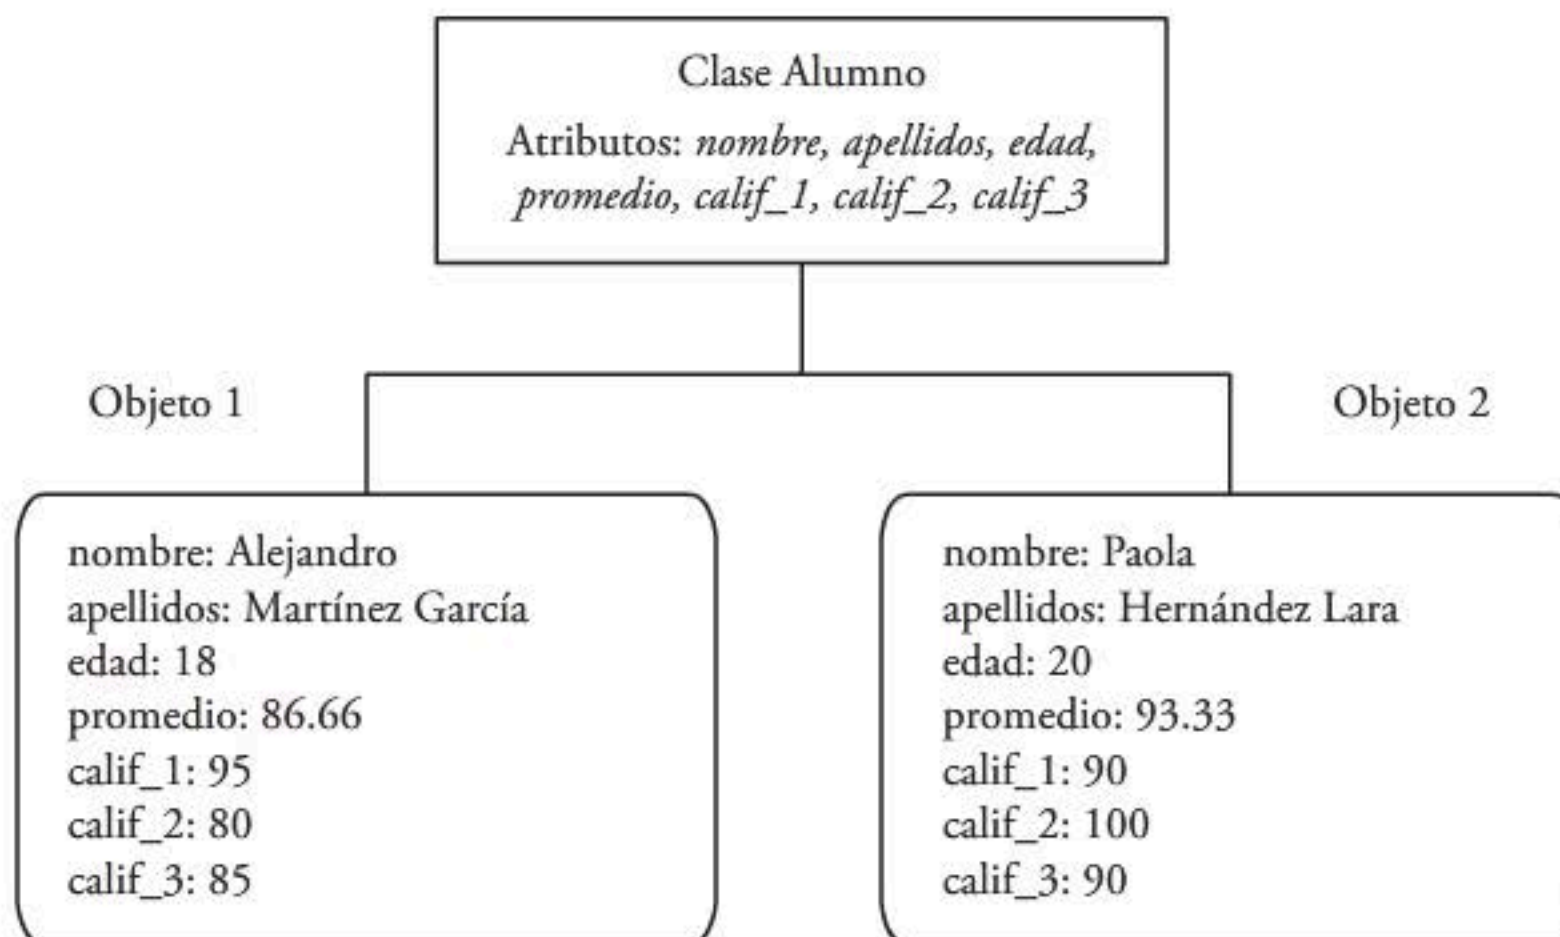 Clase Alumno
Atributos: nombre, apellidos, edad,
promedio, calif_1, calif_2, calif_3
Objeto 1
Objeto 2
nombre: Alejandro
apellidos: Martínez García
edad: 18
promedio: 86.66
calif_1: 95
calif_2: 80
calif_3: 85
nombre: Paola
apellidos: Hernández Lara
edad: 20
promedio: 93.33
calif_1: 90
calif_2: 100
calif_3: 90